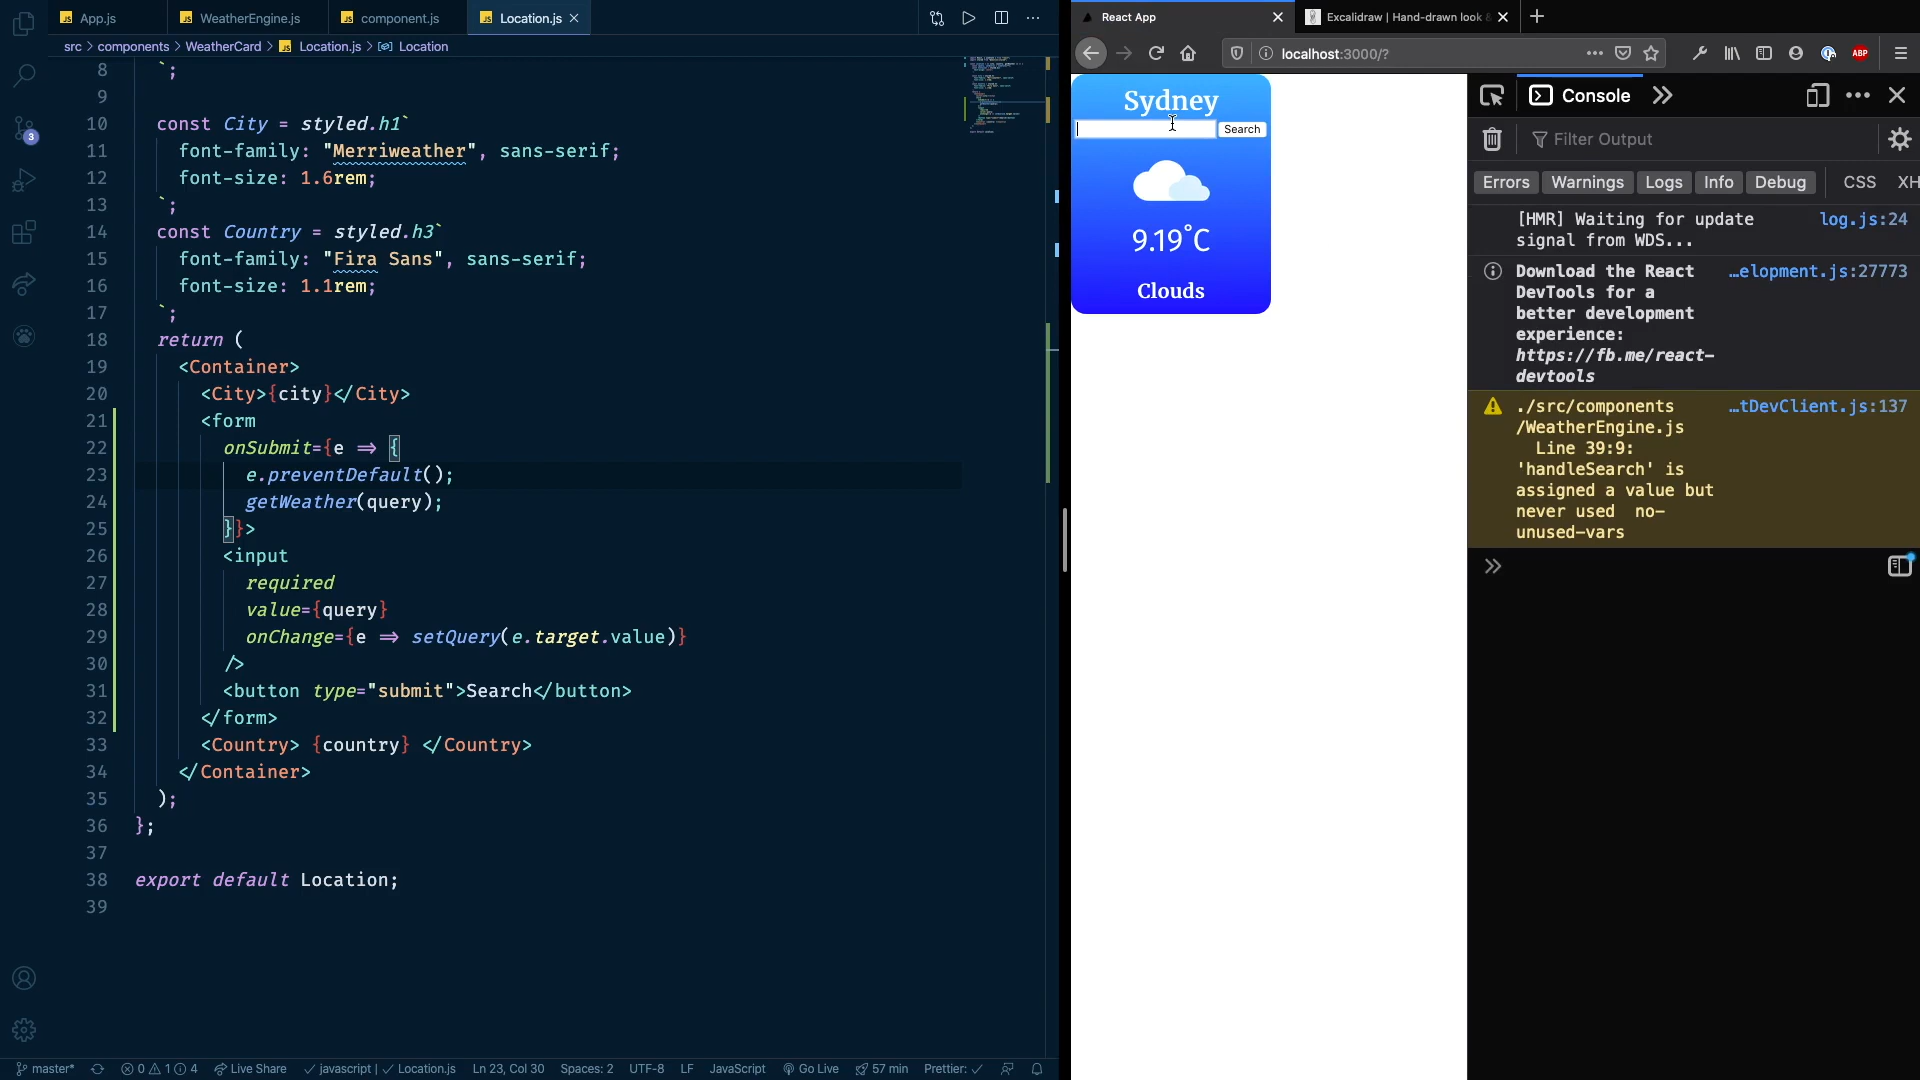 App.js
WeatherEngine.js
component.js
Location.js
src > components > WeatherCard > Location.js > Location
8 `;
9
10 const City = styled.h1`
11 font-family: "Merriweather", sans-serif;
12 font-size: 1.6rem;
13 `;
14 const Country = styled.h3`
15 font-family: "Fira Sans", sans-serif;
16 font-size: 1.1rem;
17 `;
18 return (
19 <Container>
20 <City>{city}</City>
21 <form
22 onSubmit={e => {
23 e.preventDefault();
24 getWeather(query);
25 }}>
26 <input
27 required
28 value={query}
29 onChange={e => setQuery(e.target.value)}
30 />
31 <button type="submit">Search</button>
32 </form>
33 <Country> {country} </Country>
34 </Container>
35 );
36 };
37
38 export default Location;
39
3
master*
0 1 4
Live Share
javascript | Location.js
Ln 23, Col 30
Spaces: 2
UTF-8
LF
JavaScript
Go Live
57 min
Prettier:
React App
Excalidraw | Hand-drawn look &
localhost:3000/?
ABP
Sydney
Search
9.19°C
Clouds
Console
Filter Output
Errors
Warnings
Logs
Info
Debug
CSS
XH
[HMR] Waiting for update log.js:24
signal from WDS...
Download the React …elopment.js:27773
DevTools for a
better development
experience:
https://fb.me/react-
devtools
./src/components …tDevClient.js:137
/WeatherEngine.js
Line 39:9:
'handleSearch' is
assigned a value but
never used no-
unused-vars